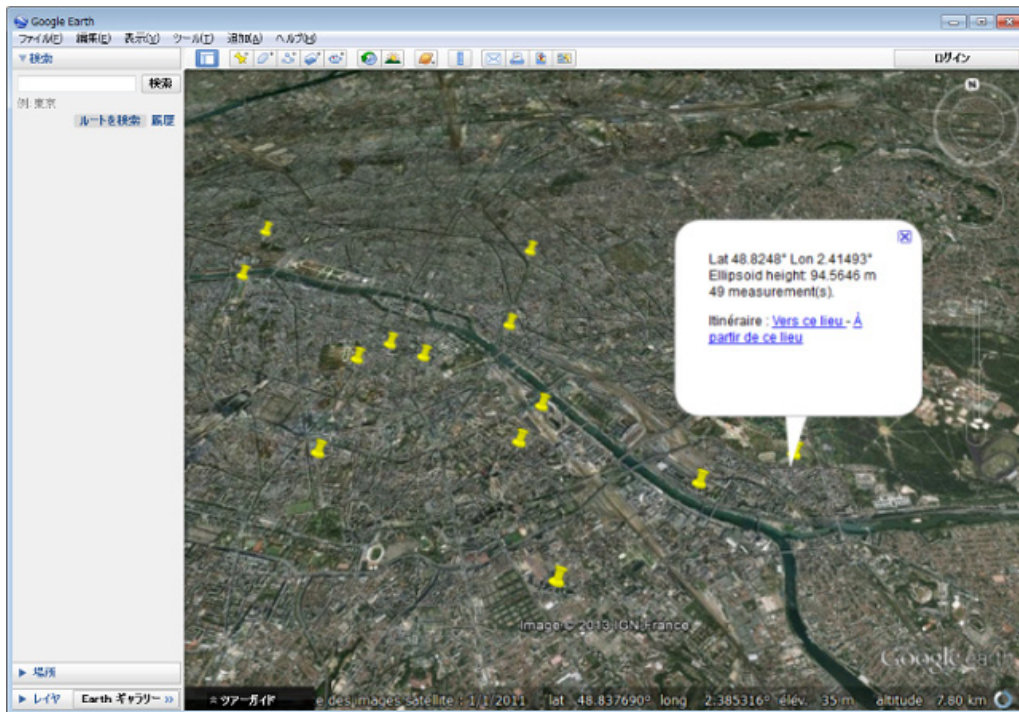 Google Earth
ファイル(F) 編集(E) 表示(V) ツール(T) 追加(A) ヘルプ(H)
▼検索
検索
例: 東京
ルートを検索 履歴
ログイン
N
Lat 48.8248° Lon 2.41493°
Ellipsoid height: 94.5646 m
49 measurement(s).
Itinéraire : Vers ce lieu - À
partir de ce lieu
Image © 2013 IGN France
Google earth
▶ 場所
▶ レイヤ Earth ギャラリー »
ツアーガイド
e des images satellite : 1/1/2011 lat 48.837690° long 2.385316° élév. 35 m altitude 7.80 km